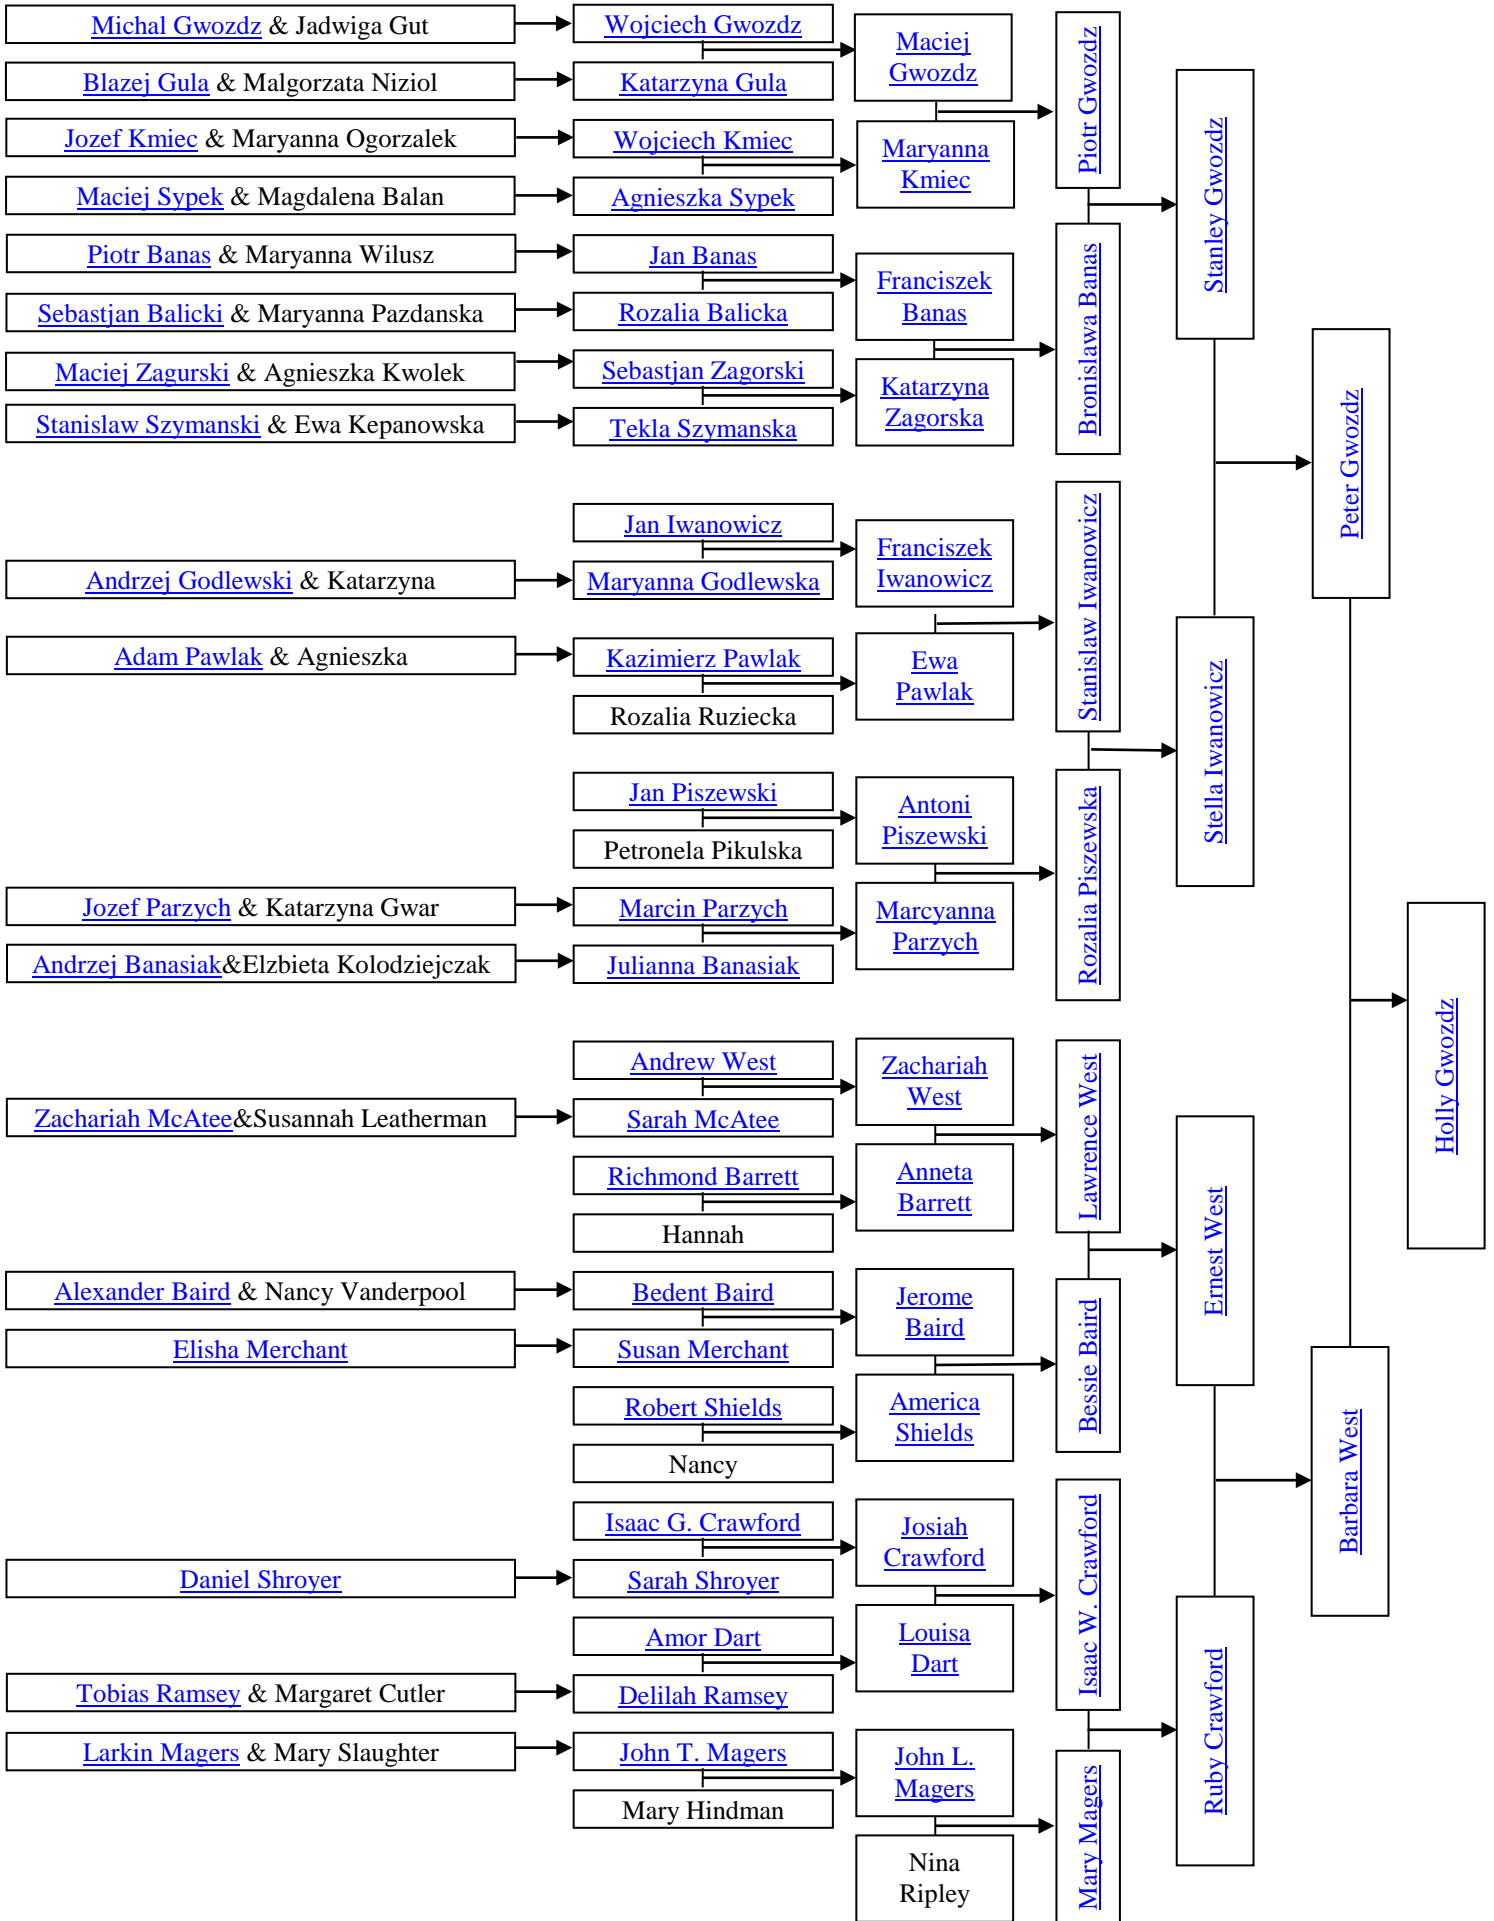 Michal Gwozdz & Jadwiga Gut
Blazej Gula & Malgorzata Niziol
Jozef Kmiec & Maryanna Ogorzalek
Maciej Sypek & Magdalena Balan
Piotr Banas & Maryanna Wilusz
Sebastjan Balicki & Maryanna Pazdanska
Maciej Zagurski & Agnieszka Kwolek
Stanislaw Szymanski & Ewa Kepanowska
Andrzej Godlewski & Katarzyna
Adam Pawlak & Agnieszka
Jozef Parzych & Katarzyna Gwar
Andrzej Banasiak&Elzbieta Kolodziejczak
Zachariah McAtee&Susannah Leatherman
Alexander Baird & Nancy Vanderpool
Elisha Merchant
Daniel Shroyer
Tobias Ramsey & Margaret Cutler
Larkin Magers & Mary Slaughter
Wojciech Gwozdz
Katarzyna Gula
Wojciech Kmiec
Agnieszka Sypek
Jan Banas
Rozalia Balicka
Sebastjan Zagorski
Tekla Szymanska
Jan Iwanowicz
Maryanna Godlewska
Kazimierz Pawlak
Rozalia Ruziecka
Jan Piszewski
Petronela Pikulska
Marcin Parzych
Julianna Banasiak
Andrew West
Sarah McAtee
Richmond Barrett
Hannah
Bedent Baird
Susan Merchant
Robert Shields
Nancy
Isaac G. Crawford
Sarah Shroyer
Amor Dart
Delilah Ramsey
John T. Magers
Mary Hindman
Maciej
Gwozdz
Maryanna
Kmiec
Franciszek
Banas
Katarzyna
Zagorska
Franciszek
Iwanowicz
Ewa
Pawlak
Antoni
Piszewski
Marcyanna
Parzych
Zachariah
West
Anneta
Barrett
Jerome
Baird
America
Shields
Josiah
Crawford
Louisa
Dart
John L.
Magers
Nina
Ripley
Piotr Gwozdz
Bronislawa Banas
Stanislaw Iwanowicz
Rozalia Piszewska
Lawrence West
Bessie Baird
Isaac W. Crawford
Mary Magers
Stanley Gwozdz
Stella Iwanowicz
Ernest West
Ruby Crawford
Peter Gwozdz
Barbara West
Holly Gwozdz